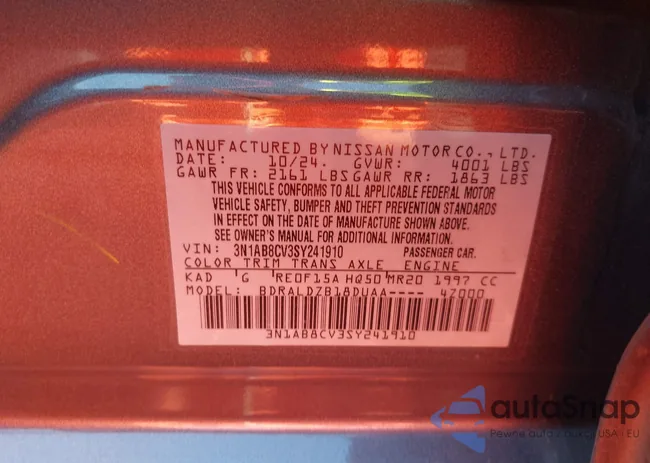 MANUFACTURED BY NISSAN MOTOR CO., LTD.
DATE: 10/24. GVWR: 4001 LBS
GAWR FR: 2161 LBS GAWR RR: 1863 LBS
THIS VEHICLE CONFORMS TO ALL APPLICABLE FEDERAL MOTOR
VEHICLE SAFETY, BUMPER AND THEFT PREVENTION STANDARDS
IN EFFECT ON THE DATE OF MANUFACTURE SHOWN ABOVE.
SEE OWNER'S MANUAL FOR ADDITIONAL INFORMATION.
VIN: 3N1AB8CV3SY241910 PASSENGER CAR.
COLOR TRIM TRANS AXLE ENGINE
KAD G RE0F15A HQ50 MR20 1997 CC
MODEL: BDRALDZB18DUAA---- 4Z000
3N1AB8CV3SY241910
autoSnap
USA - EU